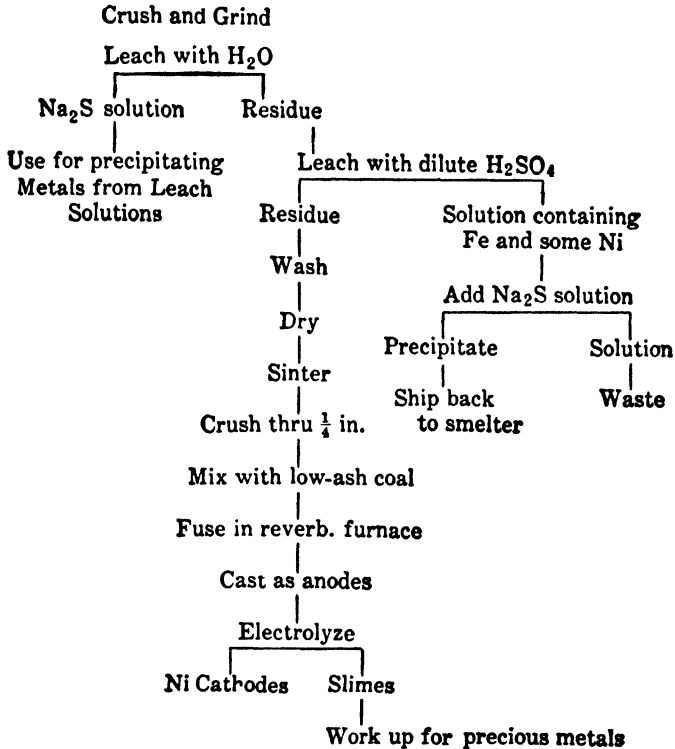 Crush and Grind
Leach with H₂O
Na₂S solution
Residue
Use for precipitating
Metals from Leach
Solutions
Leach with dilute H₂SO₄
Residue
Solution containing
Fe and some Ni
Wash
Add Na₂S solution
Dry
Precipitate
Solution
Sinter
Ship back
to smelter
Waste
Crush thru ¼ in.
Mix with low-ash coal
Fuse in reverb. furnace
Cast as anodes
Electrolyze
Ni Cathodes
Slimes
Work up for precious metals